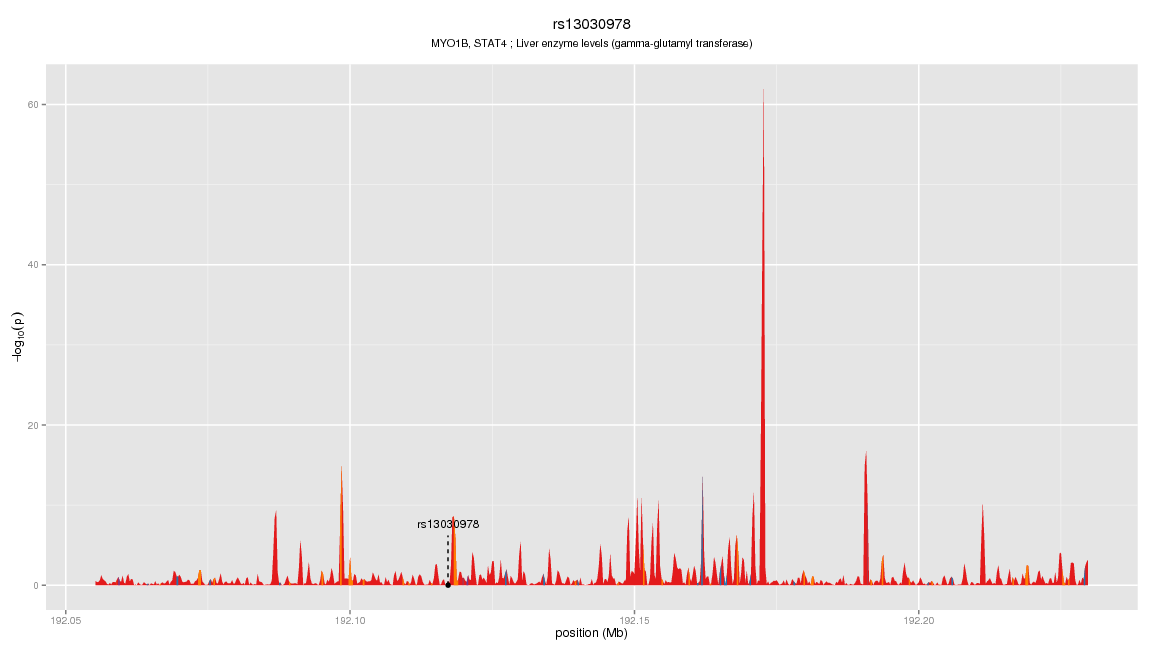 rs13030978
MYO1B, STAT4 ; Liver enzyme levels (gamma-glutamyl transferase)
60
40
20
0
−log10(p)
rs13030978
192.05
192.10
192.15
192.20
position (Mb)